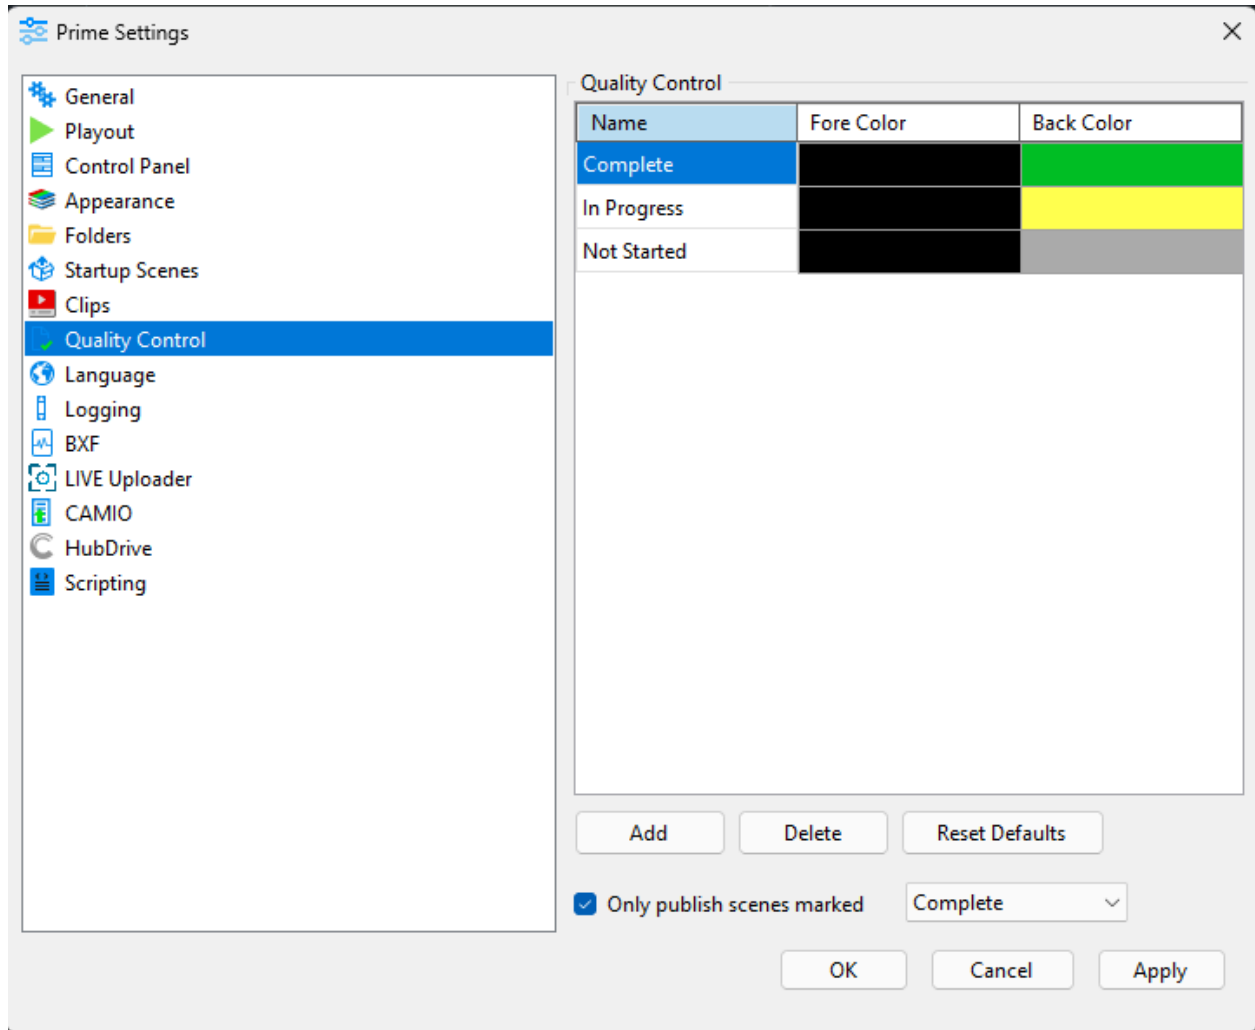 Prime Settings
General
Playout
Control Panel
Appearance
Folders
Startup Scenes
Clips
Quality Control
Language
Logging
BXF
LIVE Uploader
CAMIO
HubDrive
Scripting
Quality Control
Name Fore Color Back Color
Complete
In Progress
Not Started
Add Delete Reset Defaults
Only publish scenes marked Complete
OK Cancel Apply